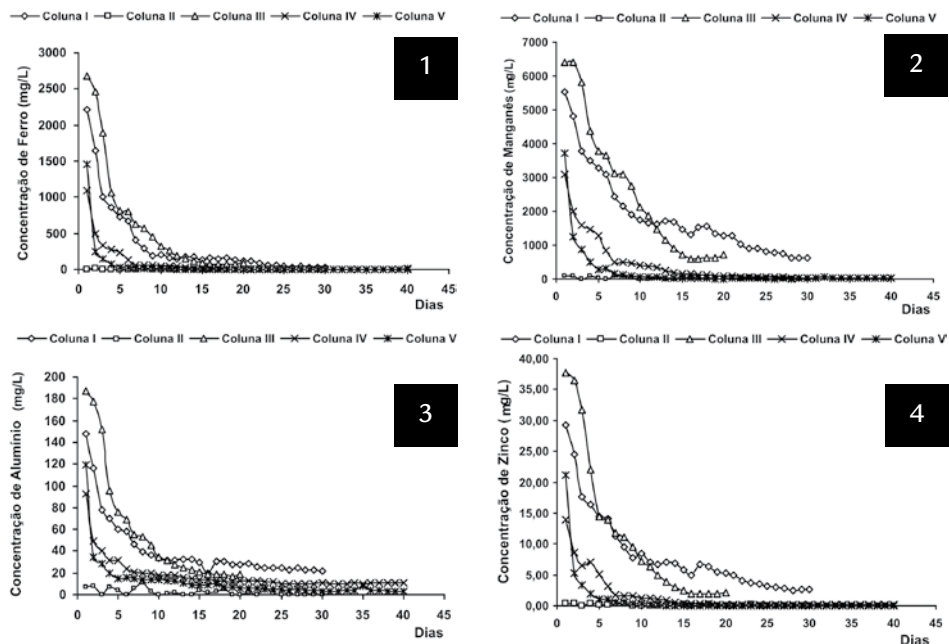 Coluna I Coluna II Coluna III Coluna IV Coluna V
1
Concentração de Ferro (mg/L)
3000
2500
2000
1500
1000
500
0
0 5 10 15 20 25 30 35 40 45
Dias
Coluna I Coluna II Coluna III Coluna IV Coluna V
2
Concentração de Manganês (mg/L)
7000
6000
5000
4000
3000
2000
1000
0
0 5 10 15 20 25 30 35 40 45
Dias
Coluna I Coluna II Coluna III Coluna IV Coluna V
3
Concentração de Alumínio (mg/L)
200
180
160
140
120
100
80
60
40
20
0
0 5 10 15 20 25 30 35 40 45
Dias
Coluna I Coluna II Coluna III Coluna IV Coluna V
4
Concentração de Zinco (mg/L)
40,00
35,00
30,00
25,00
20,00
15,00
10,00
5,00
0,00
0 5 10 15 20 25 30 35 40 45
Dias